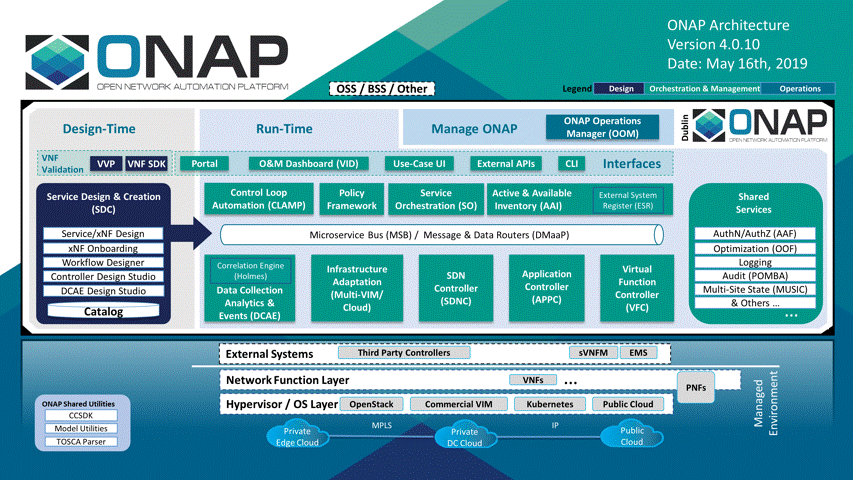 ONAP
OPEN NETWORK AUTOMATION PLATFORM
ONAP Architecture
Version 4.0.10
Date: May 16th, 2019
OSS / BSS / Other
Legend
Design
Orchestration & Management
Operations
Design-Time
Run-Time
Manage ONAP
ONAP Operations
Manager (OOM)
Dublin
ONAP
OPEN NETWORK AUTOMATION PLATFORM
VNF
Validation
VVP
VNF SDK
Portal
O&M Dashboard (VID)
Use-Case UI
External APIs
CLI
Interfaces
Service Design & Creation
(SDC)
Service/xNF Design
xNF Onboarding
Workflow Designer
Controller Design Studio
DCAE Design Studio
Catalog
Control Loop
Automation (CLAMP)
Policy
Framework
Service
Orchestration (SO)
Active & Available
Inventory (AAI)
External System
Register (ESR)
Microservice Bus (MSB) / Message & Data Routers (DMaaP)
Correlation Engine
(Holmes)
Data Collection
Analytics &
Events (DCAE)
Infrastructure
Adaptation
(Multi-VIM/
Cloud)
SDN
Controller
(SDNC)
Application
Controller
(APPC)
Virtual
Function
Controller
(VFC)
Shared
Services
AuthN/AuthZ (AAF)
Optimization (OOF)
Logging
Audit (POMBA)
Multi-Site State (MUSIC)
& Others ...
...
External Systems
Third Party Controllers
sVNFM
EMS
Network Function Layer
VNFs
...
PNFs
Hypervisor / OS Layer
OpenStack
Commercial VIM
Kubernetes
Public Cloud
Managed
Environment
ONAP Shared Utilities
CCSDK
Model Utilities
TOSCA Parser
Private
Edge Cloud
MPLS
Private
DC Cloud
IP
Public
Cloud